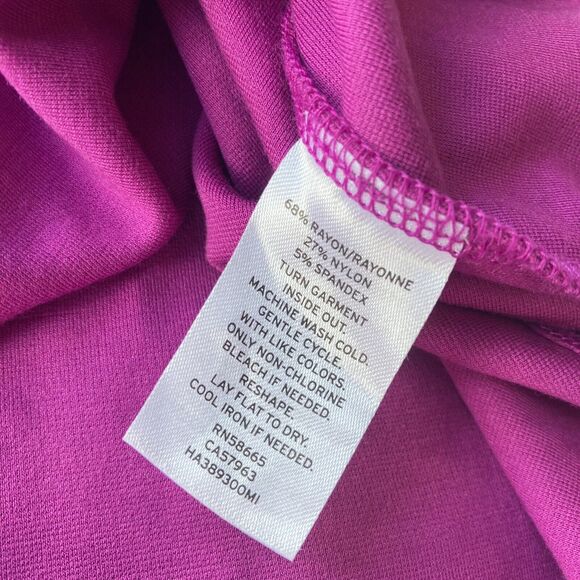 68% RAYON/RAYONNE
27% NYLON
5% SPANDEX
TURN GARMENT
INSIDE OUT.
MACHINE WASH COLD.
GENTLE CYCLE
WITH LIKE COLORS.
ONLY NON-CHLORINE
BLEACH IF NEEDED.
RESHAPE.
LAY FLAT TO DRY.
COOL IRON IF NEEDED.
RN58665
CA57963
HA389300MI